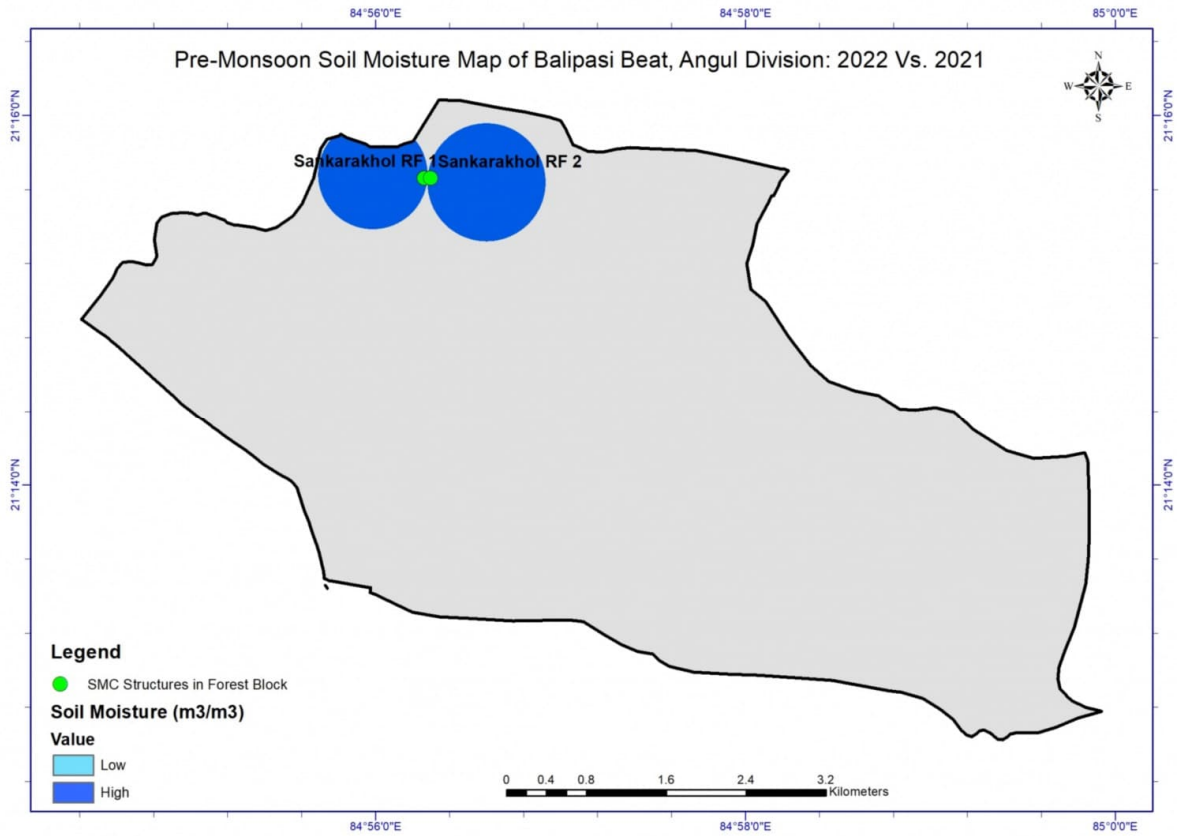 84°56'0"E 84°58'0"E 85°0'0"E
Pre-Monsoon Soil Moisture Map of Balipasi Beat, Angul Division: 2022 Vs. 2021
N
W E
S
21°16'0"N 21°16'0"N
Sankarakhol RF 1 Sankarakhol RF 2
21°14'0"N 21°14'0"N
Legend
SMC Structures in Forest Block
Soil Moisture (m3/m3)
Value
Low
High
0 0.4 0.8 1.6 2.4 3.2
Kilometers
84°56'0"E 84°58'0"E 85°0'0"E